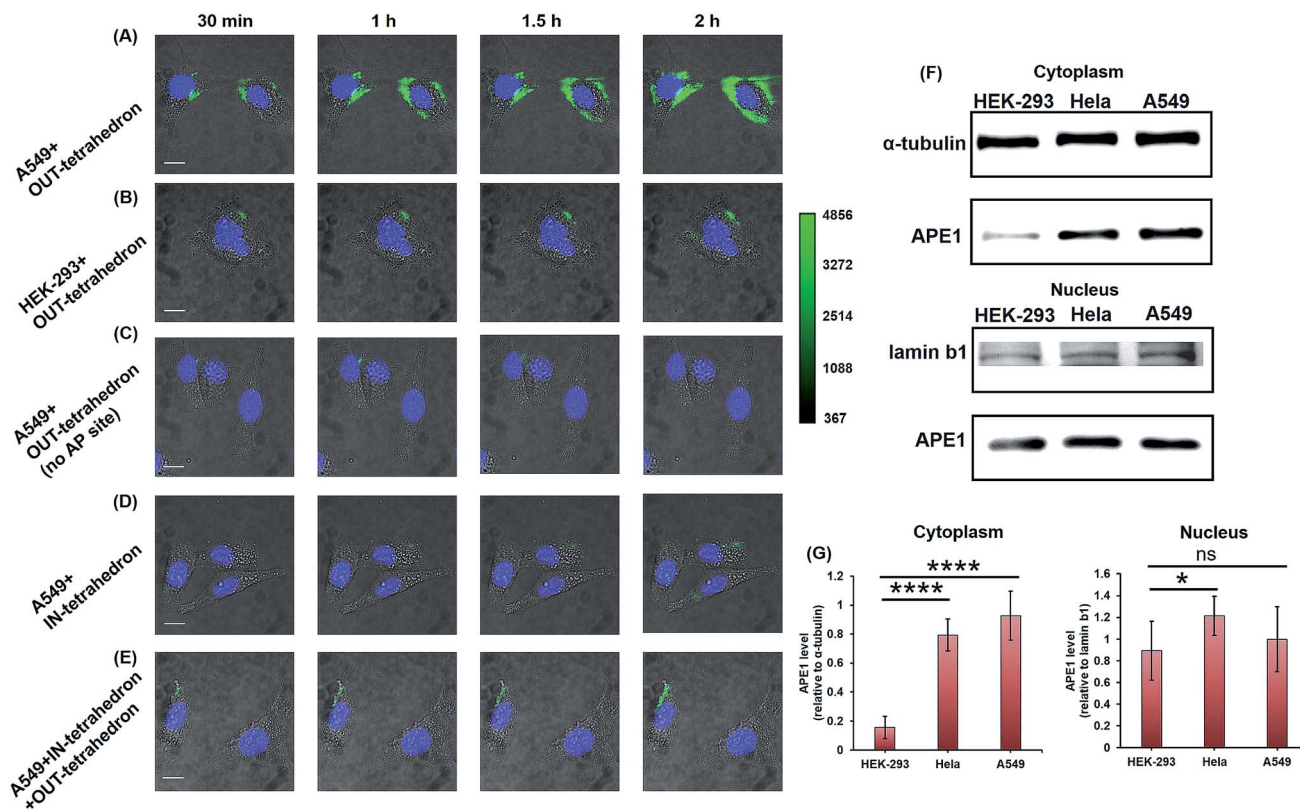 30 min
1 h
1.5 h
2 h
(A)
A549+
OUT-tetrahedron
(B)
HEK-293+
OUT-tetrahedron
(C)
A549+
OUT-tetrahedron
(no AP site)
(D)
A549+
IN-tetrahedron
(E)
A549+IN-tetrahedron
+OUT-tetrahedron
4856
3272
2514
1088
367
(F)
Cytoplasm
HEK-293 Hela A549
α-tubulin
APE1
Nucleus
HEK-293 Hela A549
lamin b1
APE1
(G)
Cytoplasm
****
****
APE1 level
(relative to α-tubulin)
1.2
1
0.8
0.6
0.4
0.2
0
HEK-293 Hela A549
Nucleus
ns
*
APE1 level
(relative to lamin b1)
1.6
1.4
1.2
1
0.8
0.6
0.4
0.2
0
HEK-293 Hela A549